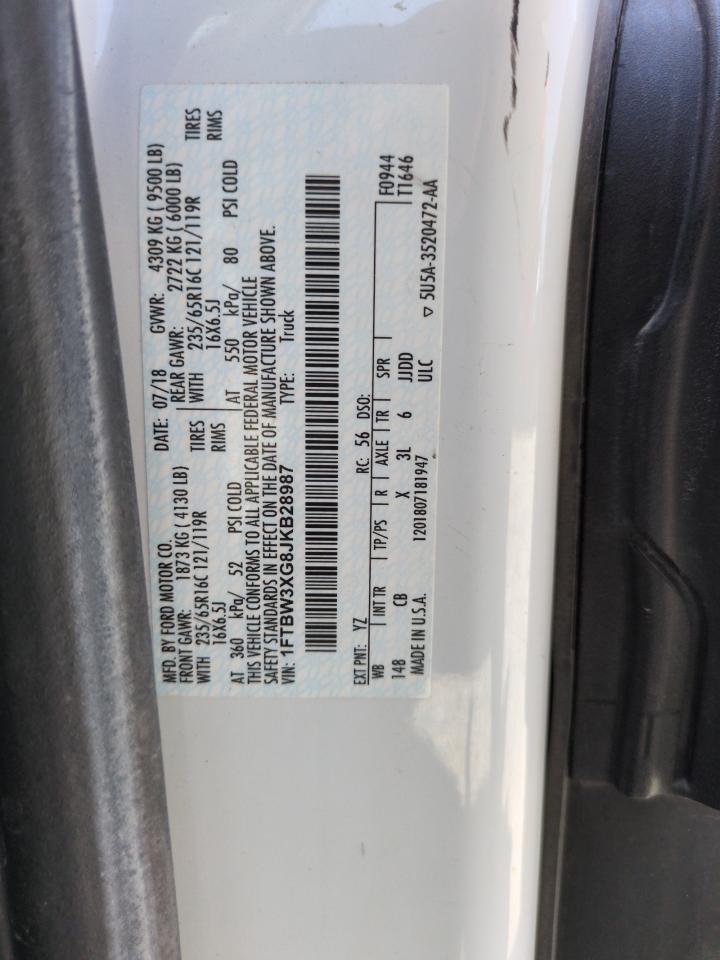 MFD. BY FORD MOTOR CO. DATE: 07/18 GVWR: 4309 KG ( 9500 LB)
FRONT GAWR: 1873 KG ( 4130 LB) REAR GAWR: 2722 KG ( 6000 LB)
WITH 235/65R16C 121/119R TIRES WITH 235/65R16C 121/119R TIRES
16X6.5J RIMS 16X6.5J RIMS
AT 360 kPa/ 52 PSI COLD AT 550 kPa/ 80 PSI COLD
THIS VEHICLE CONFORMS TO ALL APPLICABLE FEDERAL MOTOR VEHICLE
SAFETY STANDARDS IN EFFECT ON THE DATE OF MANUFACTURE SHOWN ABOVE.
VIN: 1FTBW3XG8JKB28987 TYPE: Truck
EXT PNT: YZ RC: 56 DSO:
WB INT TR TP/PS R AXLE TR SPR F0944
148 CB X 3L 6 JJDD T1646
MADE IN U.S.A. 1201807181947 ULC
▽ 5U5A-3520472-AA